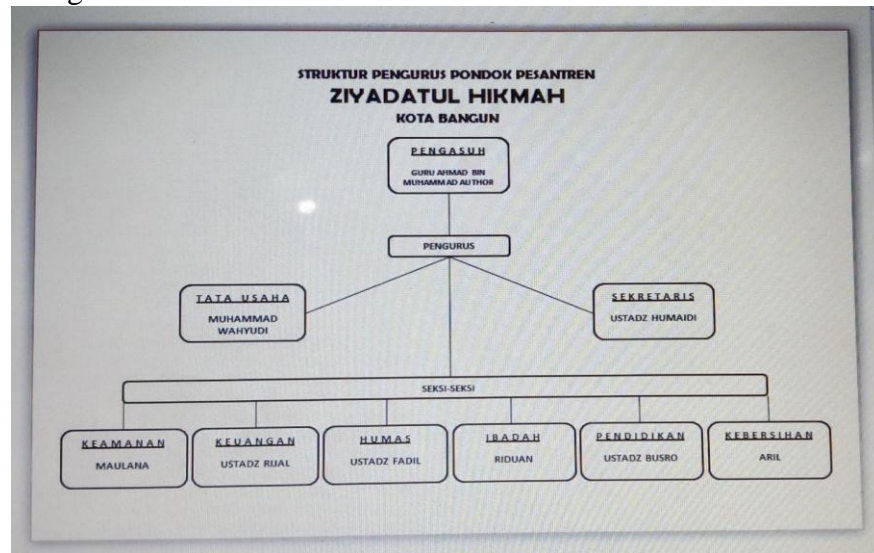 STRUKTUR PENGURUS PONDOK PESANTREN
ZIYADATUL HIKMAH
KOTA BANGUN
PENGASUH
GURU AHMAD BIN
MUHAMMAD AUTHOR
PENGURUS
TATA USAHA
MUHAMMAD
WAHYUDI
SEKRETARIS
USTADZ HUMAIDI
SEKSI-SEKSI
KEAMANAN
MAULANA
KEUANGAN
USTADZ RIJAL
HUMAS
USTADZ FADIL
IBADAH
RIDUAN
PENDIDIKAN
USTADZ BUSRO
KEBERSIHAN
ARIL